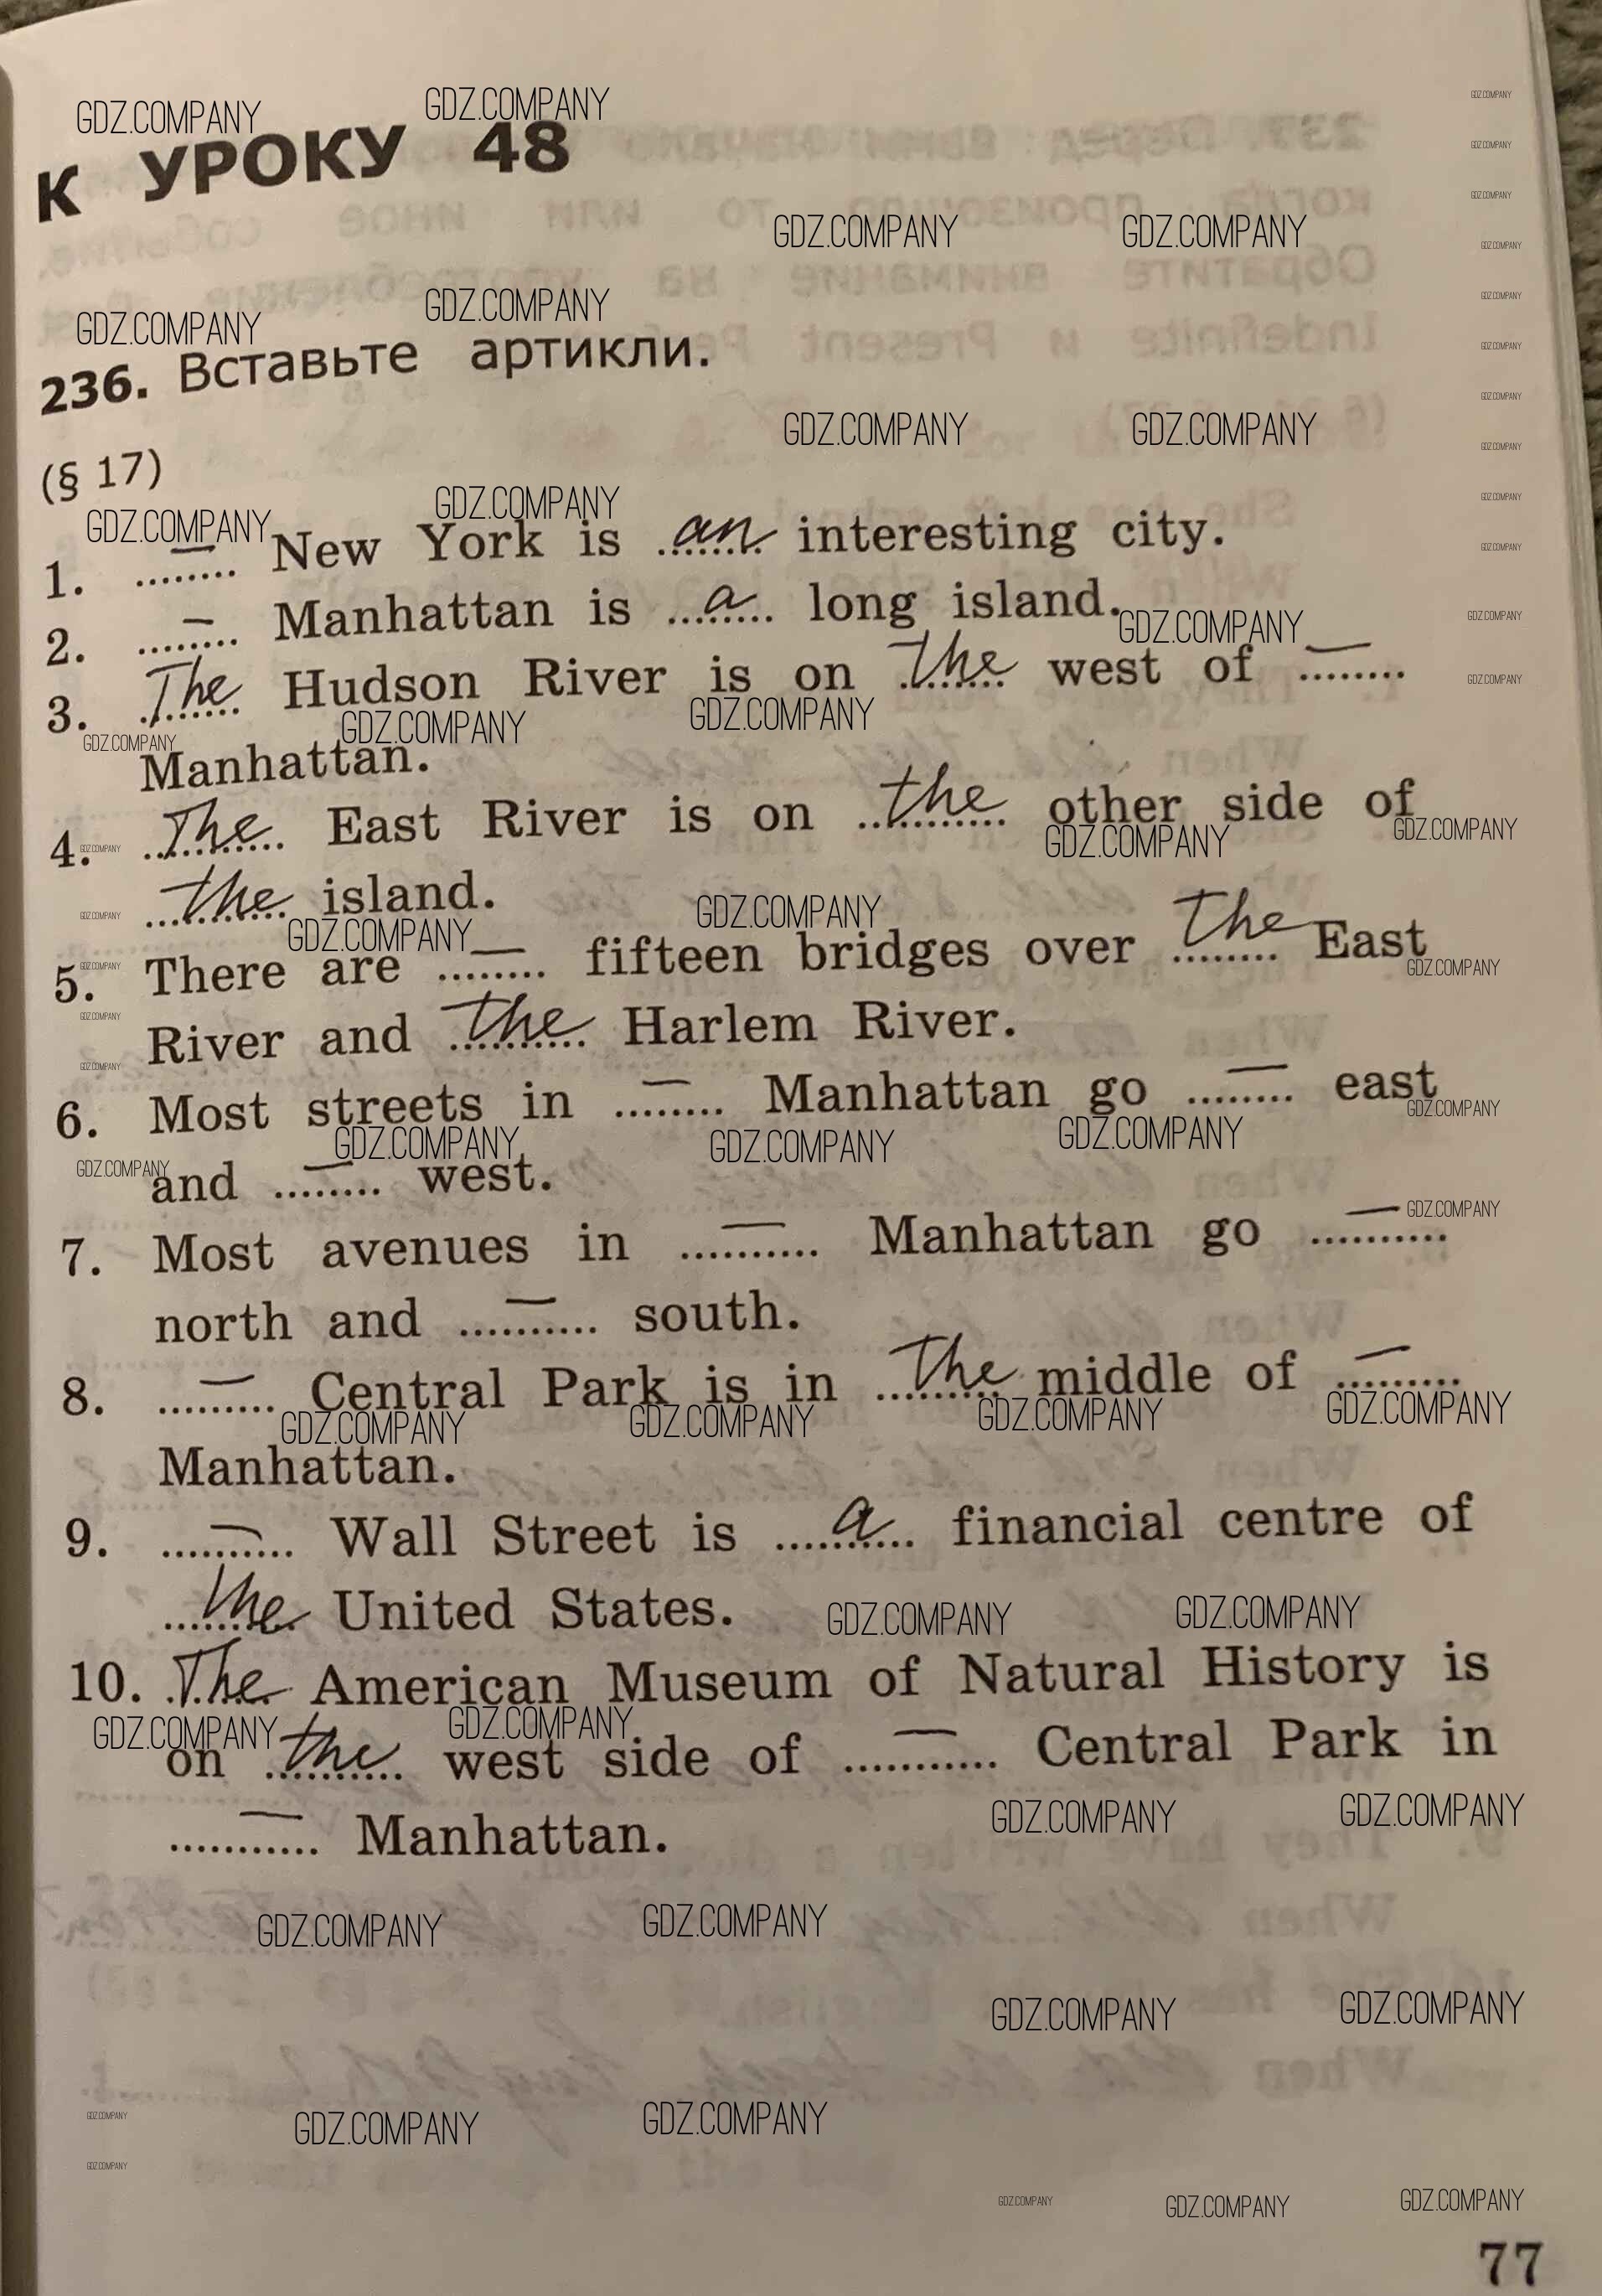 К УРОКУ 48
236. Вставьте артикли.
(§ 17)
1. ........ – New York is an interesting city.
2. ........ – Manhattan is a long island.
3. The Hudson River is on the west of ........ –
Manhattan.
4. The East River is on the other side of
the island.
5. There are ........ – fifteen bridges over the East
River and the Harlem River.
6. Most streets in ........ – Manhattan go ........ – east
and ........ – west.
7. Most avenues in .......... – Manhattan go .......... –
north and .......... – south.
8. ......... – Central Park is in the middle of ......... –
Manhattan.
9. .......... – Wall Street is a financial centre of
the United States.
10. The American Museum of Natural History is
on the west side of ........... – Central Park in
........... – Manhattan.
77
GDZ.COMPANY